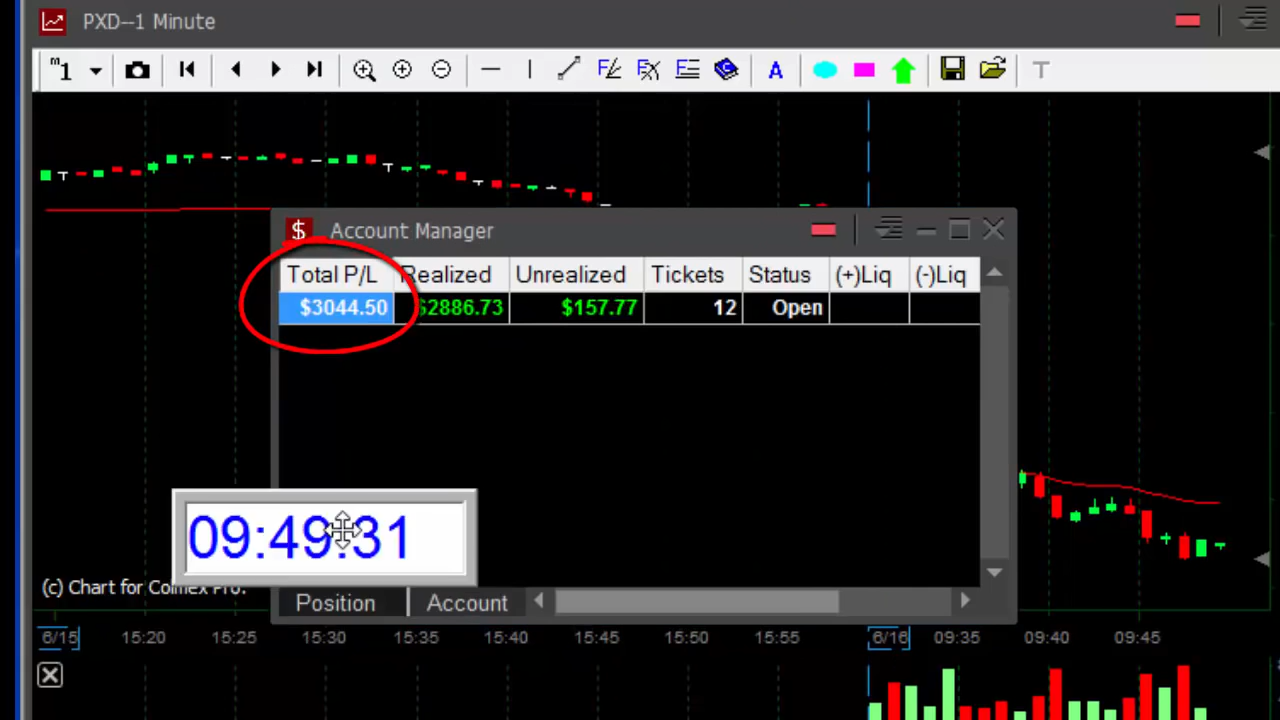 PXD--1 Minute
m1
A
T
$ Account Manager
Total P/L Realized Unrealized Tickets Status (+)Liq (-)Liq
$3044.50 $2886.73 $157.77 12 Open
09:49:31
(c) Chart for Colmex Pro.
Position Account
6/15 15:20 15:25 15:30 15:35 15:40 15:45 15:50 15:55 6/16 09:35 09:40 09:45